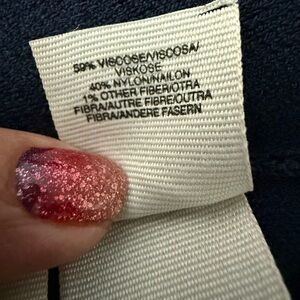 59% VISCOSE/VISCOSA/
VISKOSE
40% NYLON/NAILON
1% OTHER FIBER/OTRA
FIBRA/AUTRE FIBRE/OUTRA
FIBRA/ANDERE FASERN